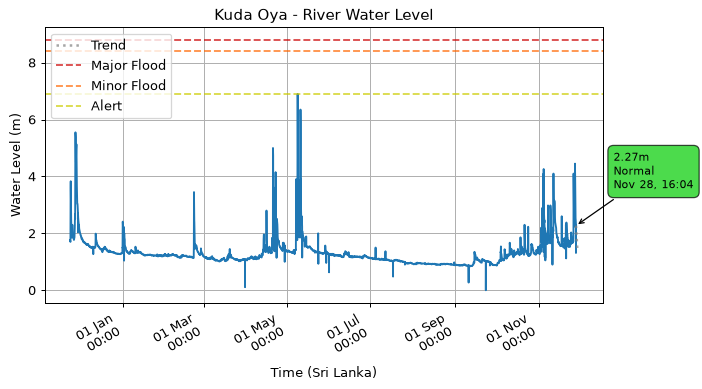 Kuda Oya - River Water Level
Trend
Major Flood
Minor Flood
Alert
8
6
4
2
0
Water Level (m)
2.27m
Normal
Nov 28, 16:04
01 Jan
00:00
01 Mar
00:00
01 May
00:00
01 Jul
00:00
01 Sep
00:00
01 Nov
00:00
Time (Sri Lanka)